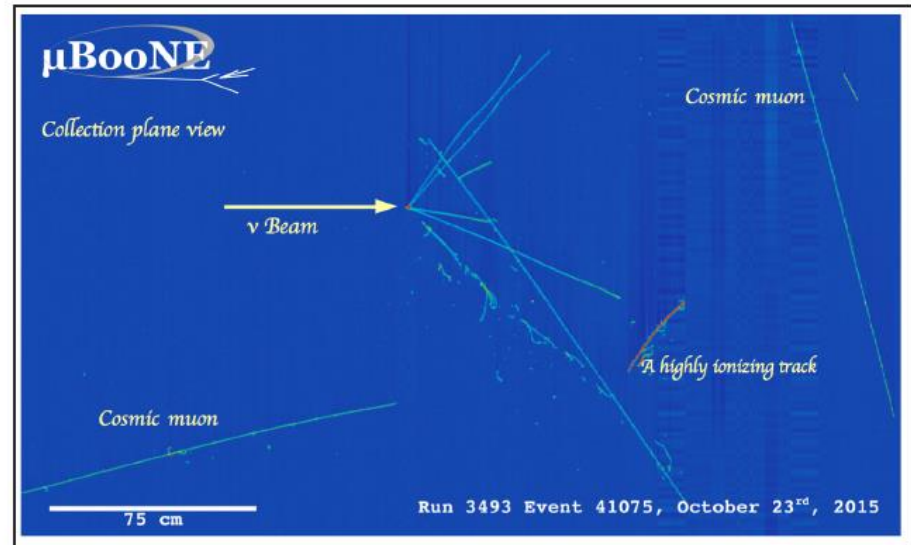 μBooNE
Collection plane view
Cosmic muon
ν Beam
A highly ionizing track
Cosmic muon
75 cm
Run 3493 Event 41075, October 23rd, 2015